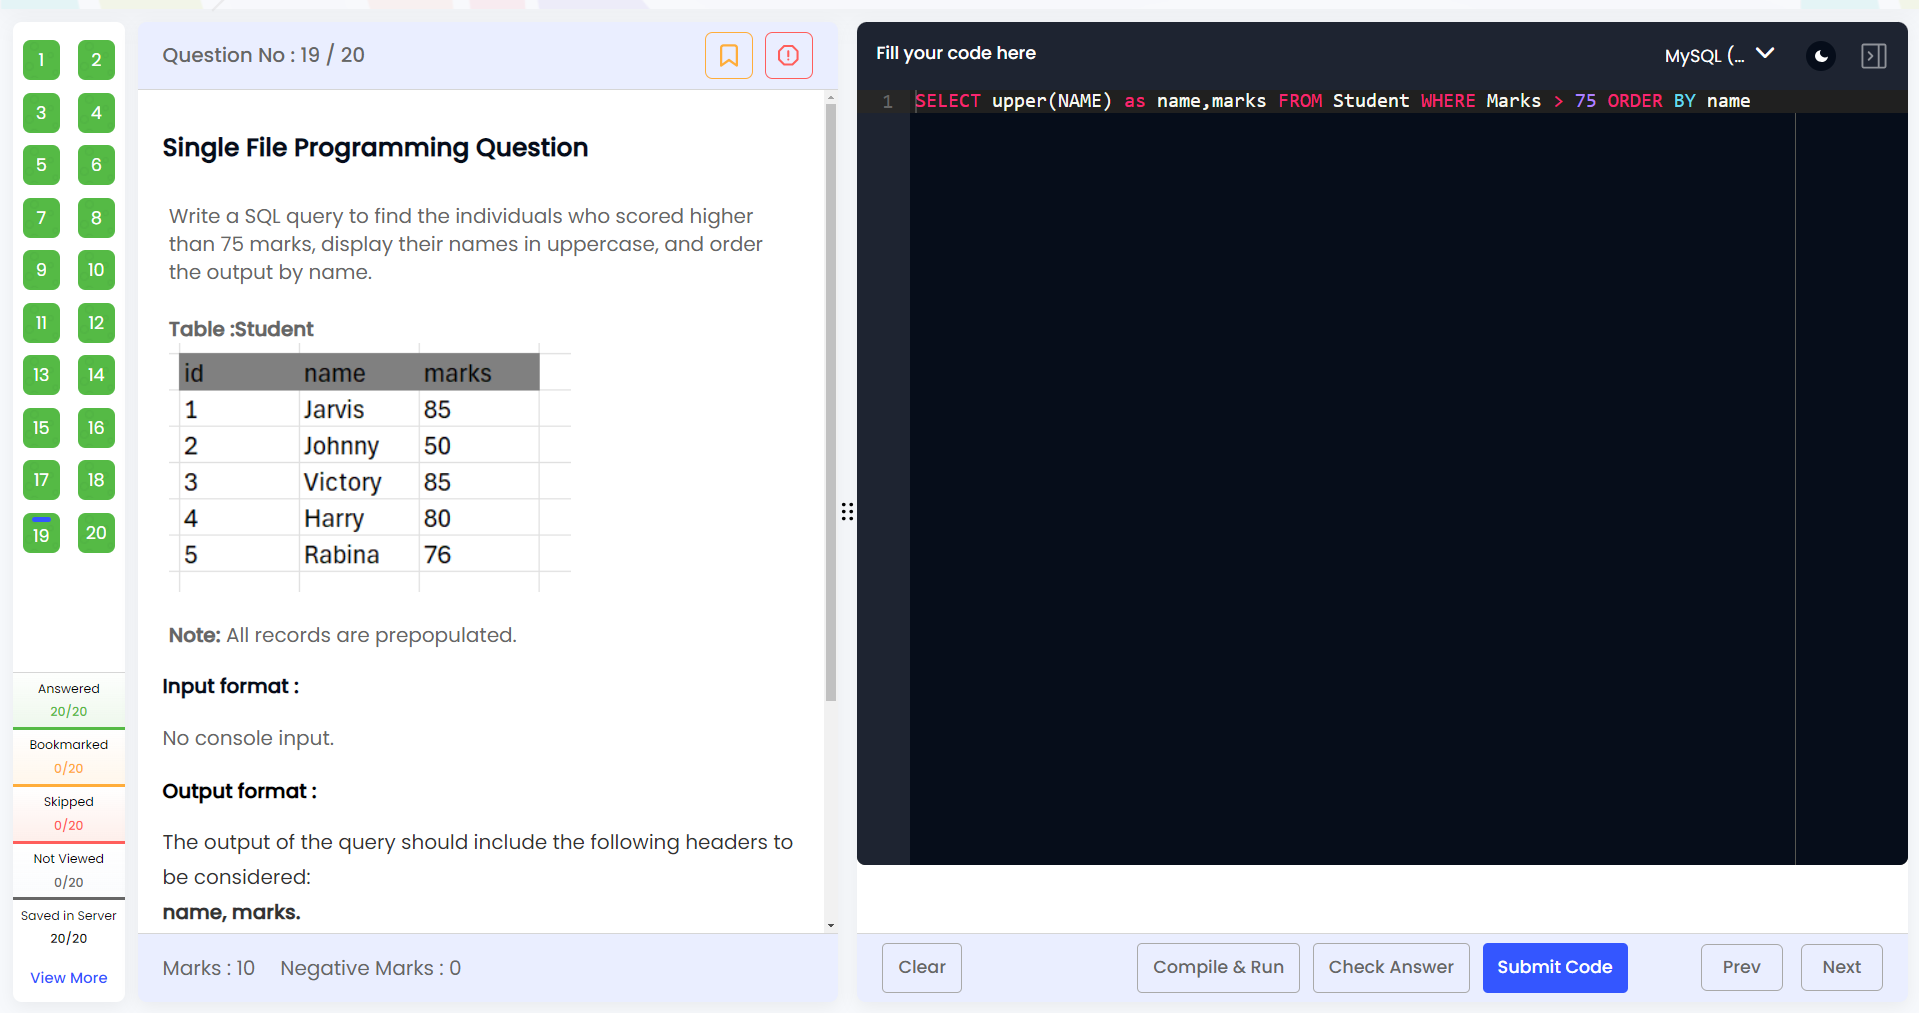 1 2
3 4
5 6
7 8
9 10
11 12
13 14
15 16
17 18
19 20
Answered
20/20
Bookmarked
0/20
Skipped
0/20
Not Viewed
0/20
Saved in Server
20/20
View More
Question No : 19 / 20
Single File Programming Question
Write a SQL query to find the individuals who scored higher
than 75 marks, display their names in uppercase, and order
the output by name.
Table :Student
id name marks
1 Jarvis 85
2 Johnny 50
3 Victory 85
4 Harry 80
5 Rabina 76
Note: All records are prepopulated.
Input format :
No console input.
Output format :
The output of the query should include the following headers to
be considered:
name, marks.
Marks : 10 Negative Marks : 0
Fill your code here
MySQL (...
1 SELECT upper(NAME) as name,marks FROM Student WHERE Marks > 75 ORDER BY name
Clear Compile & Run Check Answer Submit Code Prev Next